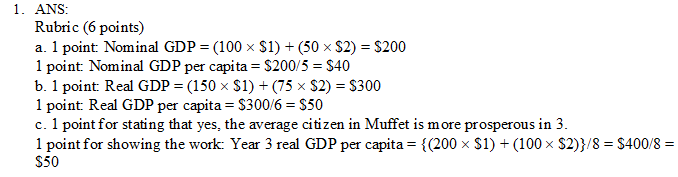 1. ANS:
Rubric (6 points)
a. 1 point: Nominal GDP = (100 × $1) + (50 × $2) = $200
1 point: Nominal GDP per capita = $200/5 = $40
b. 1 point: Real GDP = (150 × $1) + (75 × $2) = $300
1 point: Real GDP per capita = $300/6 = $50
c. 1 point for stating that yes, the average citizen in Muffet is more prosperous in 3.
1 point for showing the work: Year 3 real GDP per capita = {(200 × $1) + (100 × $2)}/8 = $400/8 =
$50